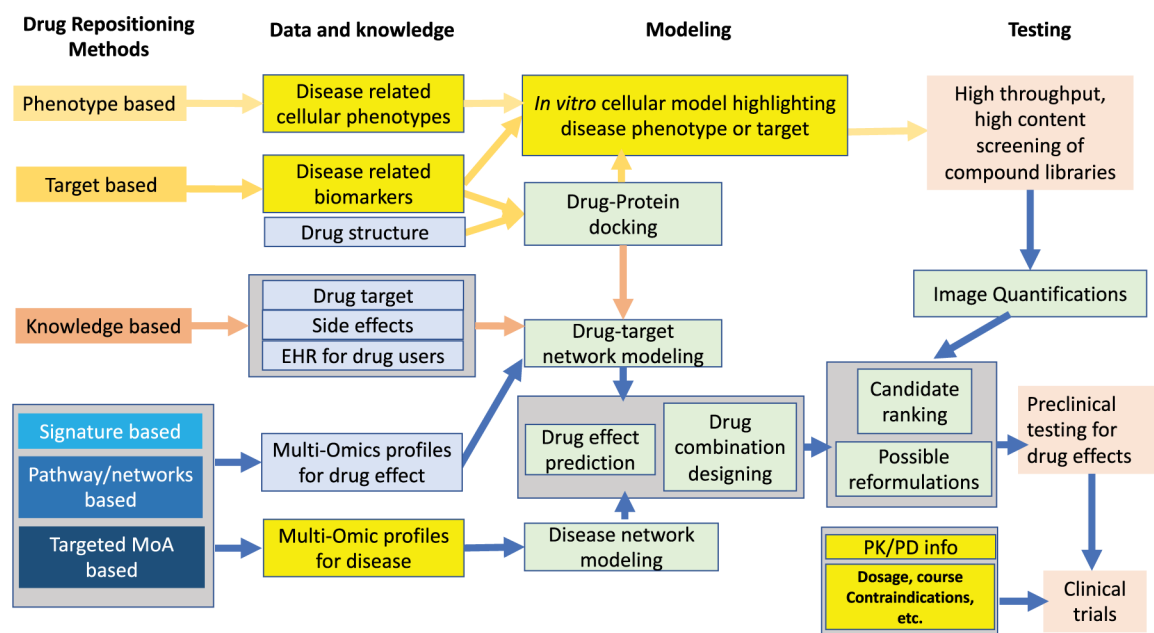 Drug Repositioning
Methods
Data and knowledge
Modeling
Testing
Phenotype based
Disease related
cellular phenotypes
In vitro cellular model highlighting
disease phenotype or target
High throughput,
high content
screening of
compound libraries
Target based
Disease related
biomarkers
Drug structure
Drug-Protein
docking
Image Quantifications
Knowledge based
Drug target
Side effects
EHR for drug users
Drug-target
network modeling
Signature based
Pathway/networks
based
Targeted MoA
based
Multi-Omics profiles
for drug effect
Multi-Omic profiles
for disease
Drug effect
prediction
Drug
combination
designing
Disease network
modeling
Candidate
ranking
Possible
reformulations
Preclinical
testing for
drug effects
PK/PD info
Dosage, course
Contraindications,
etc.
Clinical
trials